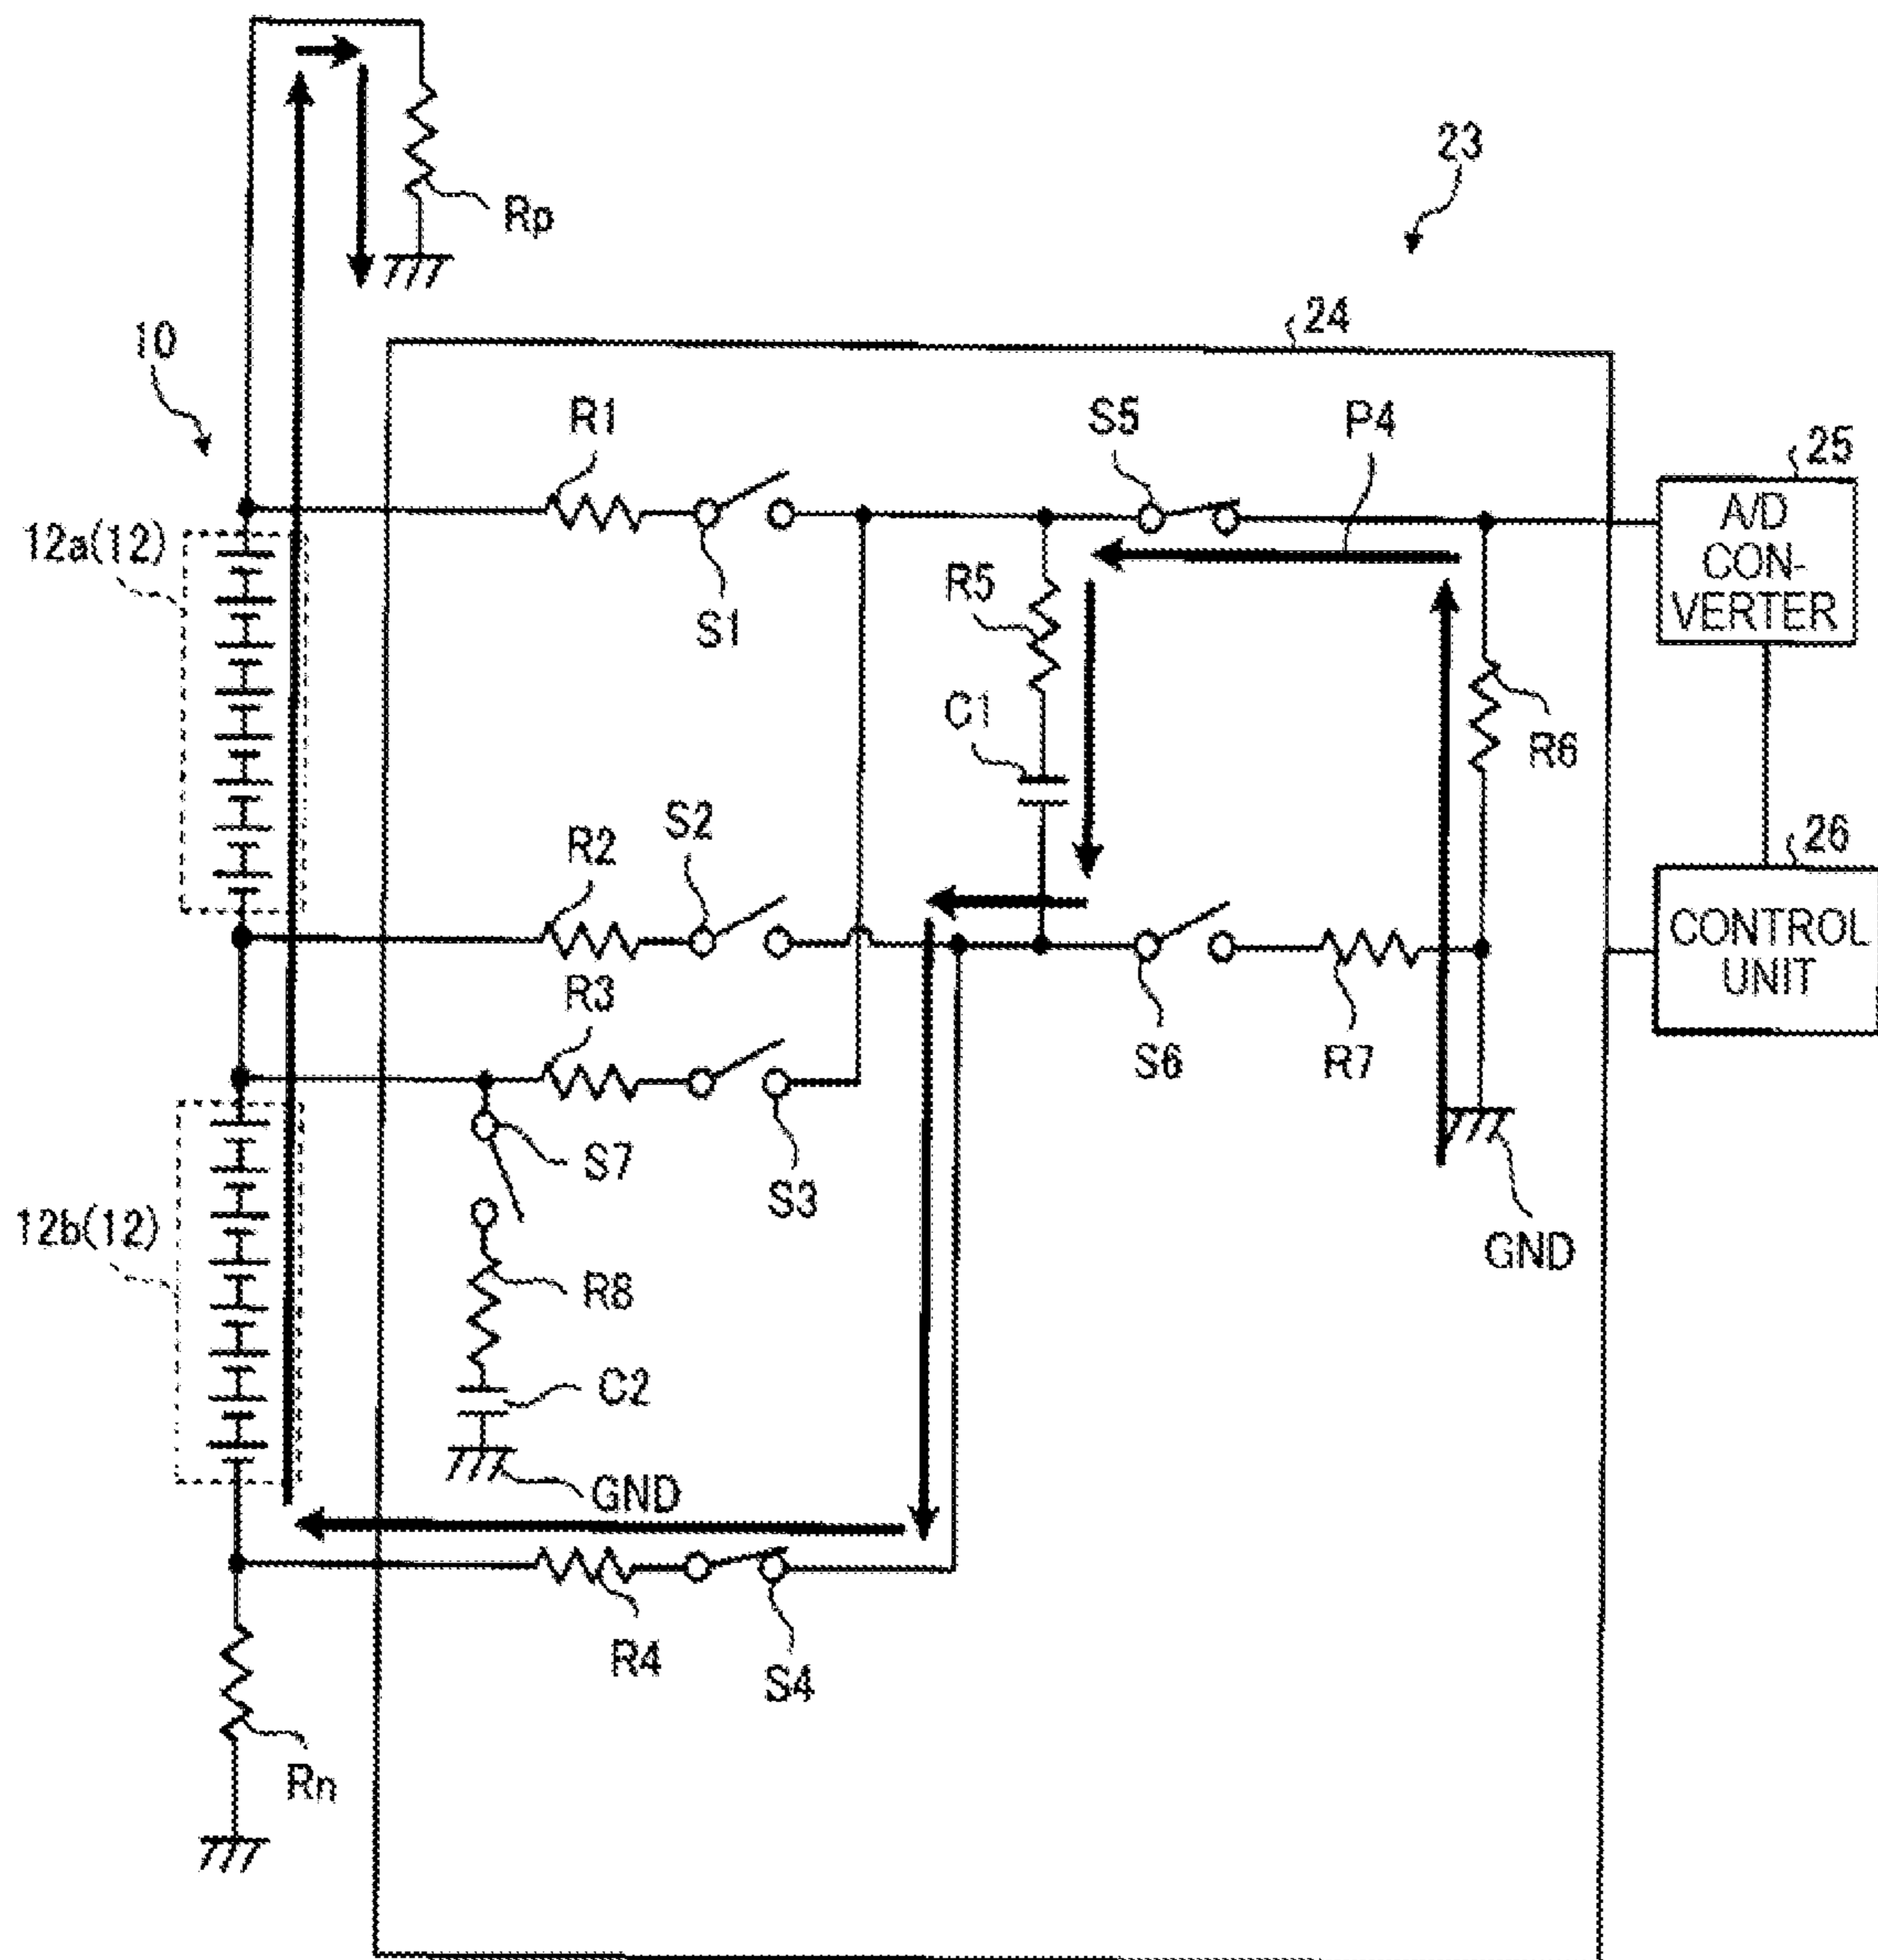 Rp
23
10
24
R1
S5
P4
25
12a(12)
S1
R5
A/D
CON-
VERTER
C1
R6
R2
S2
26
R3
S6
R7
CONTROL
UNIT
S7
S3
12b(12)
GND
R8
C2
GND
R4
S4
Rn